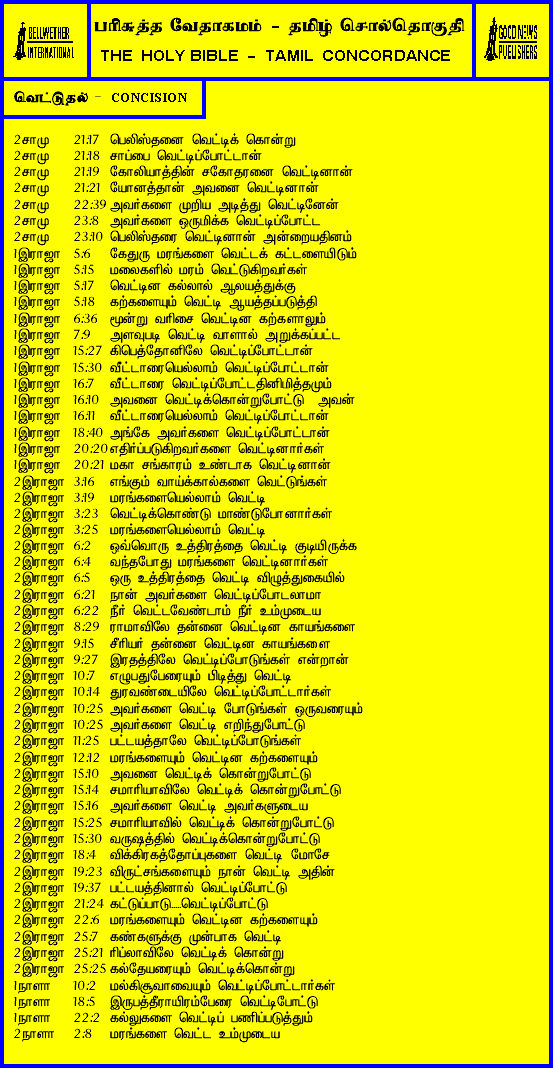 BELLWETHER
INTERNATIONAL
பரிசுத்த வேதாகமம் - தமிழ் சொல்தொகுதி
THE HOLY BIBLE - TAMIL CONCORDANCE
GOOD NEWS
PUBLISHERS
வெட்டுதல் - CONCISION
2சாமு 21:17 பெலிஸ்தனை வெட்டிக் கொன்று
2சாமு 21:18 சாப்பை வெட்டிப்போட்டான்
2சாமு 21:19 கோலியாத்தின் சகோதரனை வெட்டினான்
2சாமு 21:21 யோனத்தான் அவனை வெட்டினான்
2சாமு 22:39 அவர்களை முறிய அடித்து வெட்டினேன்
2சாமு 23:8 அவர்களை ஒருமிக்க வெட்டிப்போட்ட
2சாமு 23:10 பெலிஸ்தரை வெட்டினான் அன்றையதினம்
1இராஜா 5:6 கேதுரு மரங்களை வெட்டக் கட்டளையிடும்
1இராஜா 5:15 மலைகளில் மரம் வெட்டுகிறவர்கள்
1இராஜா 5:17 வெட்டின கல்லால் ஆலயத்துக்கு
1இராஜா 5:18 கற்களையும் வெட்டி ஆயத்தப்படுத்தி
1இராஜா 6:36 மூன்று வரிசை வெட்டின கற்களாலும்
1இராஜா 7:9 அளவுபடி வெட்டி வாளால் அறுக்கப்பட்ட
1இராஜா 15:27 கிபெத்தோனிலே வெட்டிப்போட்டான்
1இராஜா 15:30 வீட்டாரையெல்லாம் வெட்டிப்போட்டான்
1இராஜா 16:7 வீட்டாரை வெட்டிப்போட்டதினிமித்தமும்
1இராஜா 16:10 அவனை வெட்டிக்கொன்றுபோட்டு அவன்
1இராஜா 16:11 வீட்டாரையெல்லாம் வெட்டிப்போட்டான்
1இராஜா 18:40 அங்கே அவர்களை வெட்டிப்போட்டான்
1இராஜா 20:20 எதிர்ப்படுகிறவர்களை வெட்டினார்கள்
1இராஜா 20:21 மகா சங்காரம் உண்டாக வெட்டினான்
2இராஜா 3:16 எங்கும் வாய்க்கால்களை வெட்டுங்கள்
2இராஜா 3:19 மரங்களையெல்லாம் வெட்டி
2இராஜா 3:23 வெட்டிக்கொண்டு மாண்டுபோனார்கள்
2இராஜா 3:25 மரங்களையெல்லாம் வெட்டி
2இராஜா 6:2 ஒவ்வொரு உத்திரத்தை வெட்டி குடியிருக்க
2இராஜா 6:4 வந்தபோது மரங்களை வெட்டினார்கள்
2இராஜா 6:5 ஒரு உத்திரத்தை வெட்டி விழுத்துகையில்
2இராஜா 6:21 நான் அவர்களை வெட்டிப்போடலாமா
2இராஜா 6:22 நீர் வெட்டவேண்டாம் நீர் உம்முடைய
2இராஜா 8:29 ராமாவிலே தன்னை வெட்டின காயங்களை
2இராஜா 9:15 சீரியர் தன்னை வெட்டின காயங்களை
2இராஜா 9:27 இரதத்திலே வெட்டிப்போடுங்கள் என்றான்
2இராஜா 10:7 எழுபதுபேரையும் பிடித்து வெட்டி
2இராஜா 10:14 துரவண்டையிலே வெட்டிப்போட்டார்கள்
2இராஜா 10:25 அவர்களை வெட்டி போடுங்கள் ஒருவரையும்
2இராஜா 10:25 அவர்களை வெட்டி எறிந்துபோட்டு
2இராஜா 11:25 பட்டயத்தாலே வெட்டிப்போடுங்கள்
2இராஜா 12:12 மரங்களையும் வெட்டின கற்களையும்
2இராஜா 15:10 அவனை வெட்டிக் கொன்றுபோட்டு
2இராஜா 15:14 சமாரியாவிலே வெட்டிக் கொன்றுபோட்டு
2இராஜா 15:16 அவர்களை வெட்டி அவர்களுடைய
2இராஜா 15:25 சமாரியாவில் வெட்டிக் கொன்றுபோட்டு
2இராஜா 15:30 வருஷத்தில் வெட்டிக்கொன்றுபோட்டு
2இராஜா 18:4 விக்கிரகத்தோப்புகளை வெட்டி மோசே
2இராஜா 19:23 விருட்சங்களையும் நான் வெட்டி அதின்
2இராஜா 19:37 பட்டயத்தினால் வெட்டிப்போட்டு
2இராஜா 21:24 கட்டுப்பாடு.....வெட்டிப்போட்டு
2இராஜா 22:6 மரங்களையும் வெட்டின கற்களையும்
2இராஜா 25:7 கண்களுக்கு முன்பாக வெட்டி
2இராஜா 25:21 ரிப்லாவிலே வெட்டிக் கொன்று
2இராஜா 25:25 கல்தேயரையும் வெட்டிக்கொன்று
1நாளா 10:2 மல்கிசூவாவையும் வெட்டிப்போட்டார்கள்
1நாளா 18:5 இருபத்தீராயிரம்பேரை வெட்டிபோட்டு
1நாளா 22:2 கல்லுகளை வெட்டிப் பணிப்படுத்தும்
2நாளா 2:8 மரங்களை வெட்ட உம்முடைய